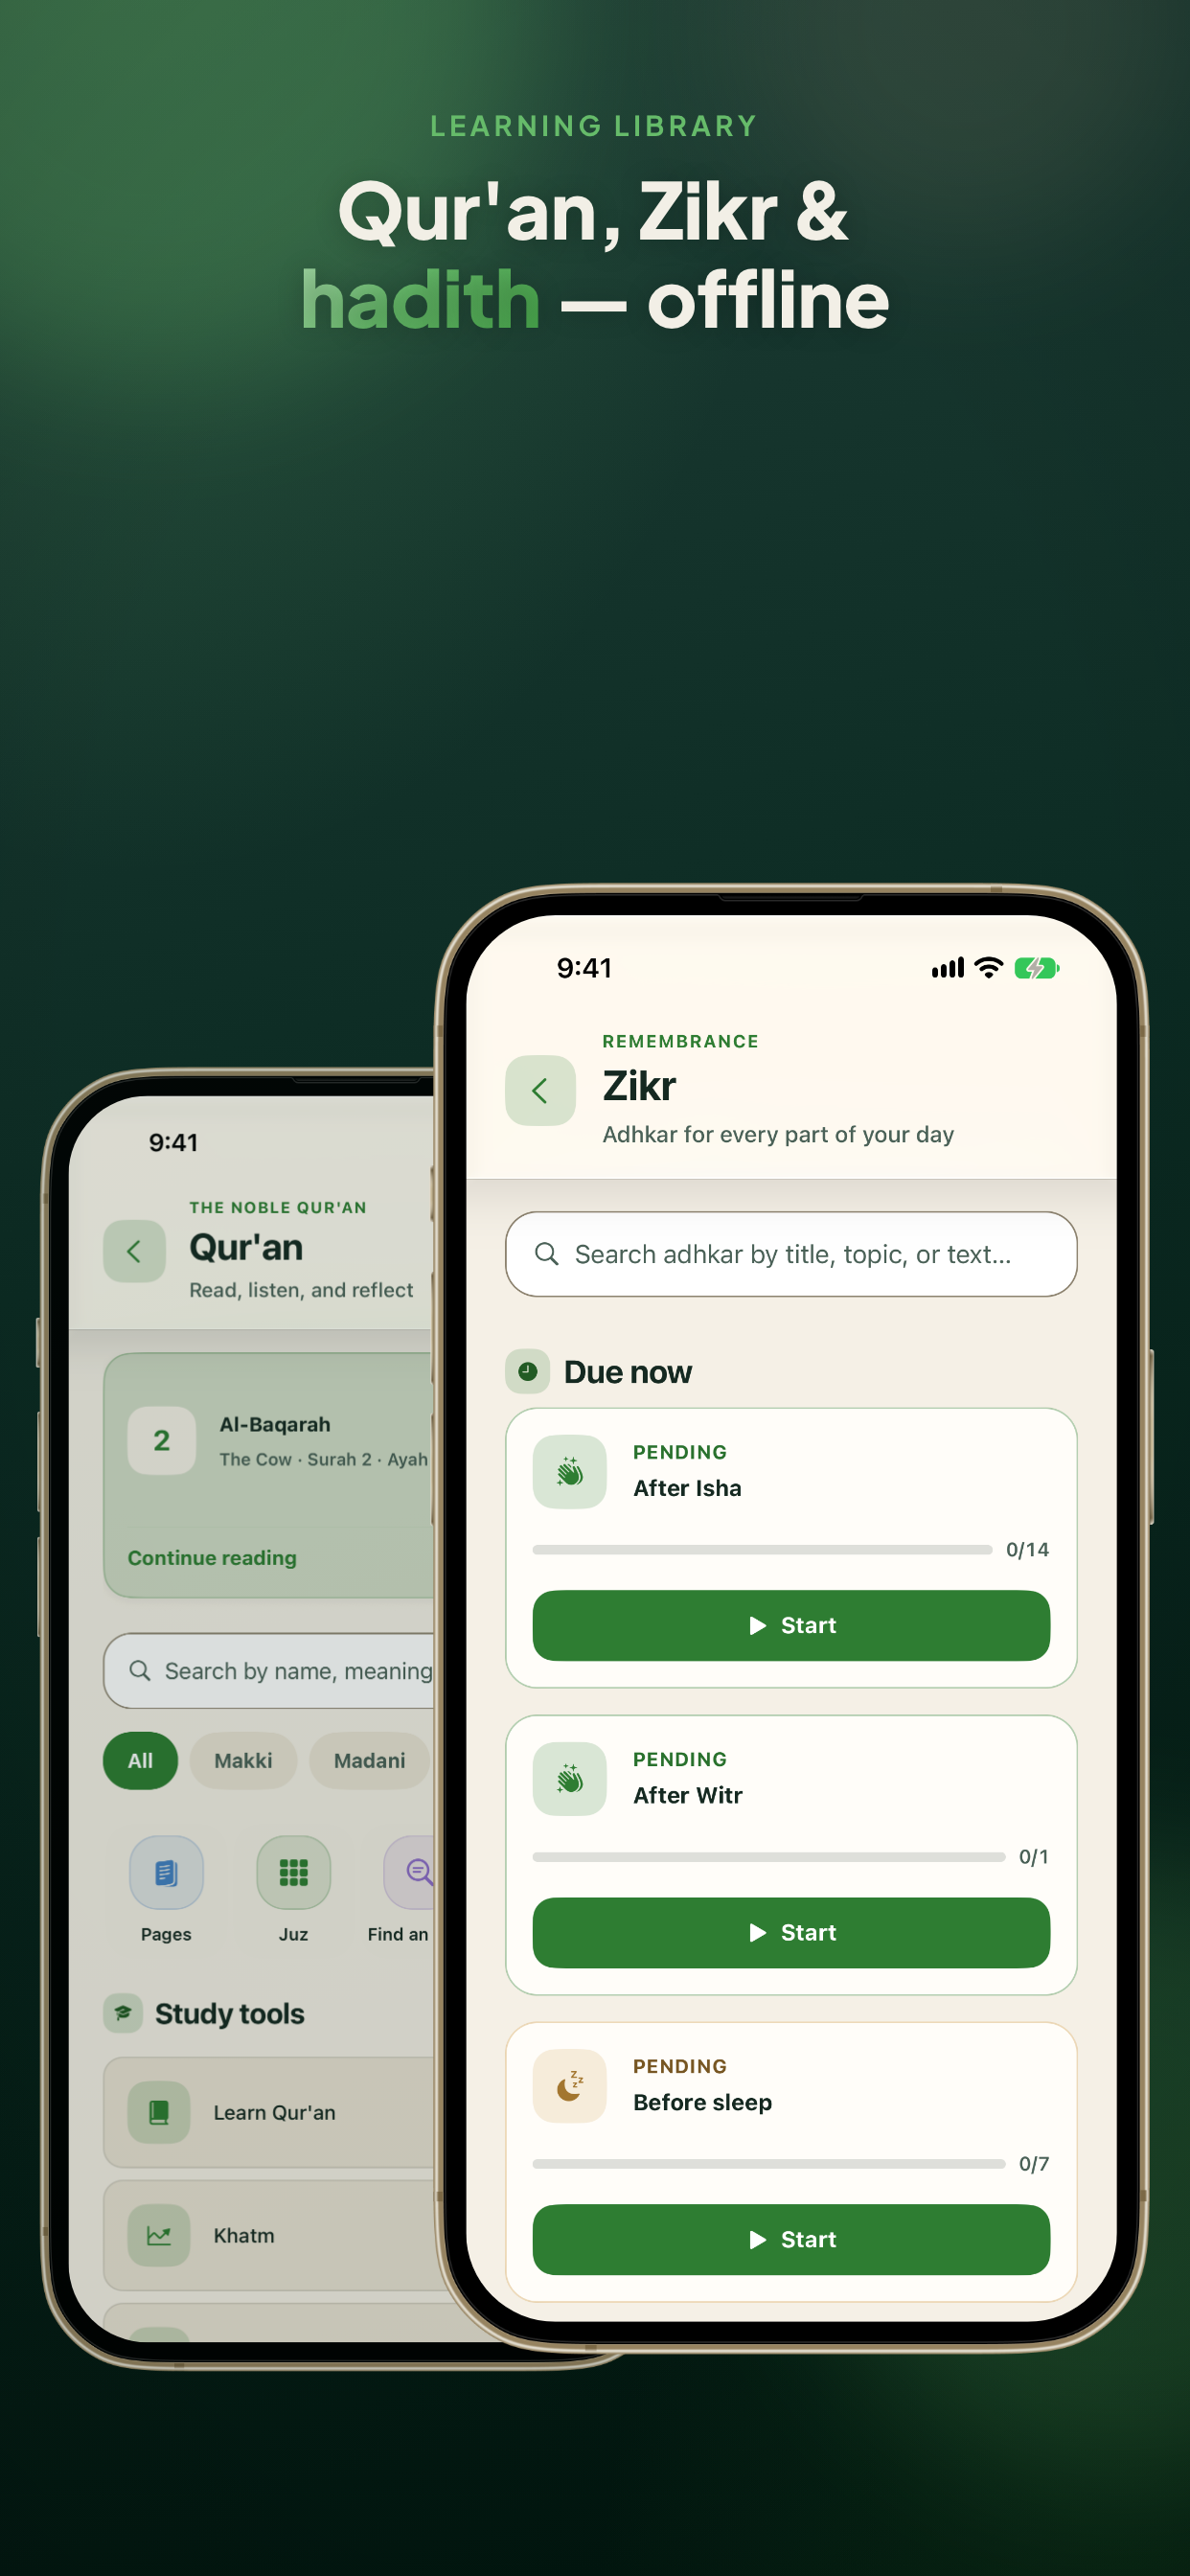 LEARNING LIBRARY
Qur'an, Zikr &
hadith — offline
9:41
THE NOBLE QUR'AN
Qur'an
Read, listen, and reflect
2
Al-Baqarah
The Cow · Surah 2 · Ayah
Continue reading
Search by name, meaning
All
Makki
Madani
Pages
Juz
Find an
Study tools
Learn Qur'an
Khatm
9:41
REMEMBRANCE
Zikr
Adhkar for every part of your day
Search adhkar by title, topic, or text...
Due now
PENDING
After Isha
0/14
Start
PENDING
After Witr
0/1
Start
PENDING
Before sleep
0/7
Start